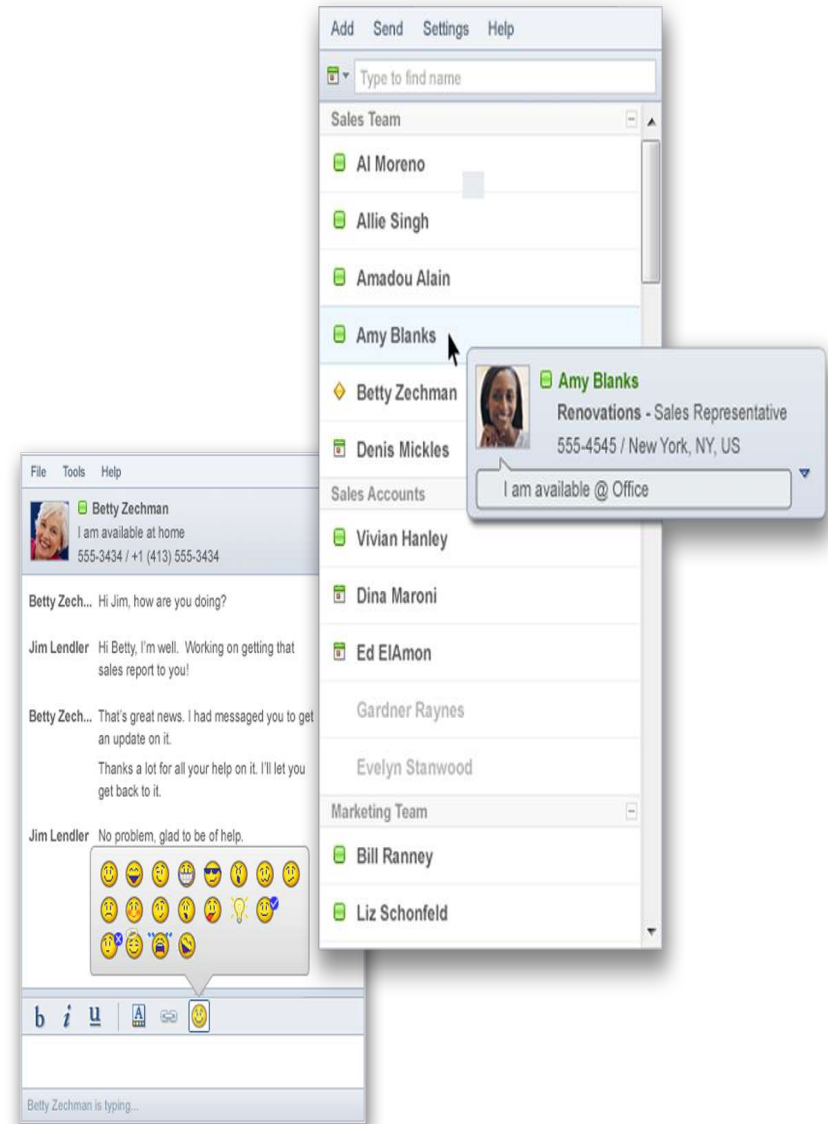 Add Send Settings Help
Type to find name
Sales Team
Al Moreno
Allie Singh
Amadou Alain
Amy Blanks
Betty Zechman
Denis Mickles
Sales Accounts
Vivian Hanley
Dina Maroni
Ed ElAmon
Gardner Raynes
Evelyn Stanwood
Marketing Team
Bill Ranney
Liz Schonfeld
Amy Blanks
Renovations - Sales Representative
555-4545 / New York, NY, US
I am available @ Office
File Tools Help
Betty Zechman
I am available at home
555-3434 / +1 (413) 555-3434
Betty Zech... Hi Jim, how are you doing?
Jim Lendler Hi Betty, I'm well. Working on getting that
sales report to you!
Betty Zech... That's great news. I had messaged you to get
an update on it.
Thanks a lot for all your help on it. I'll let you
get back to it.
Jim Lendler No problem, glad to be of help.
b i u A
Betty Zechman is typing...